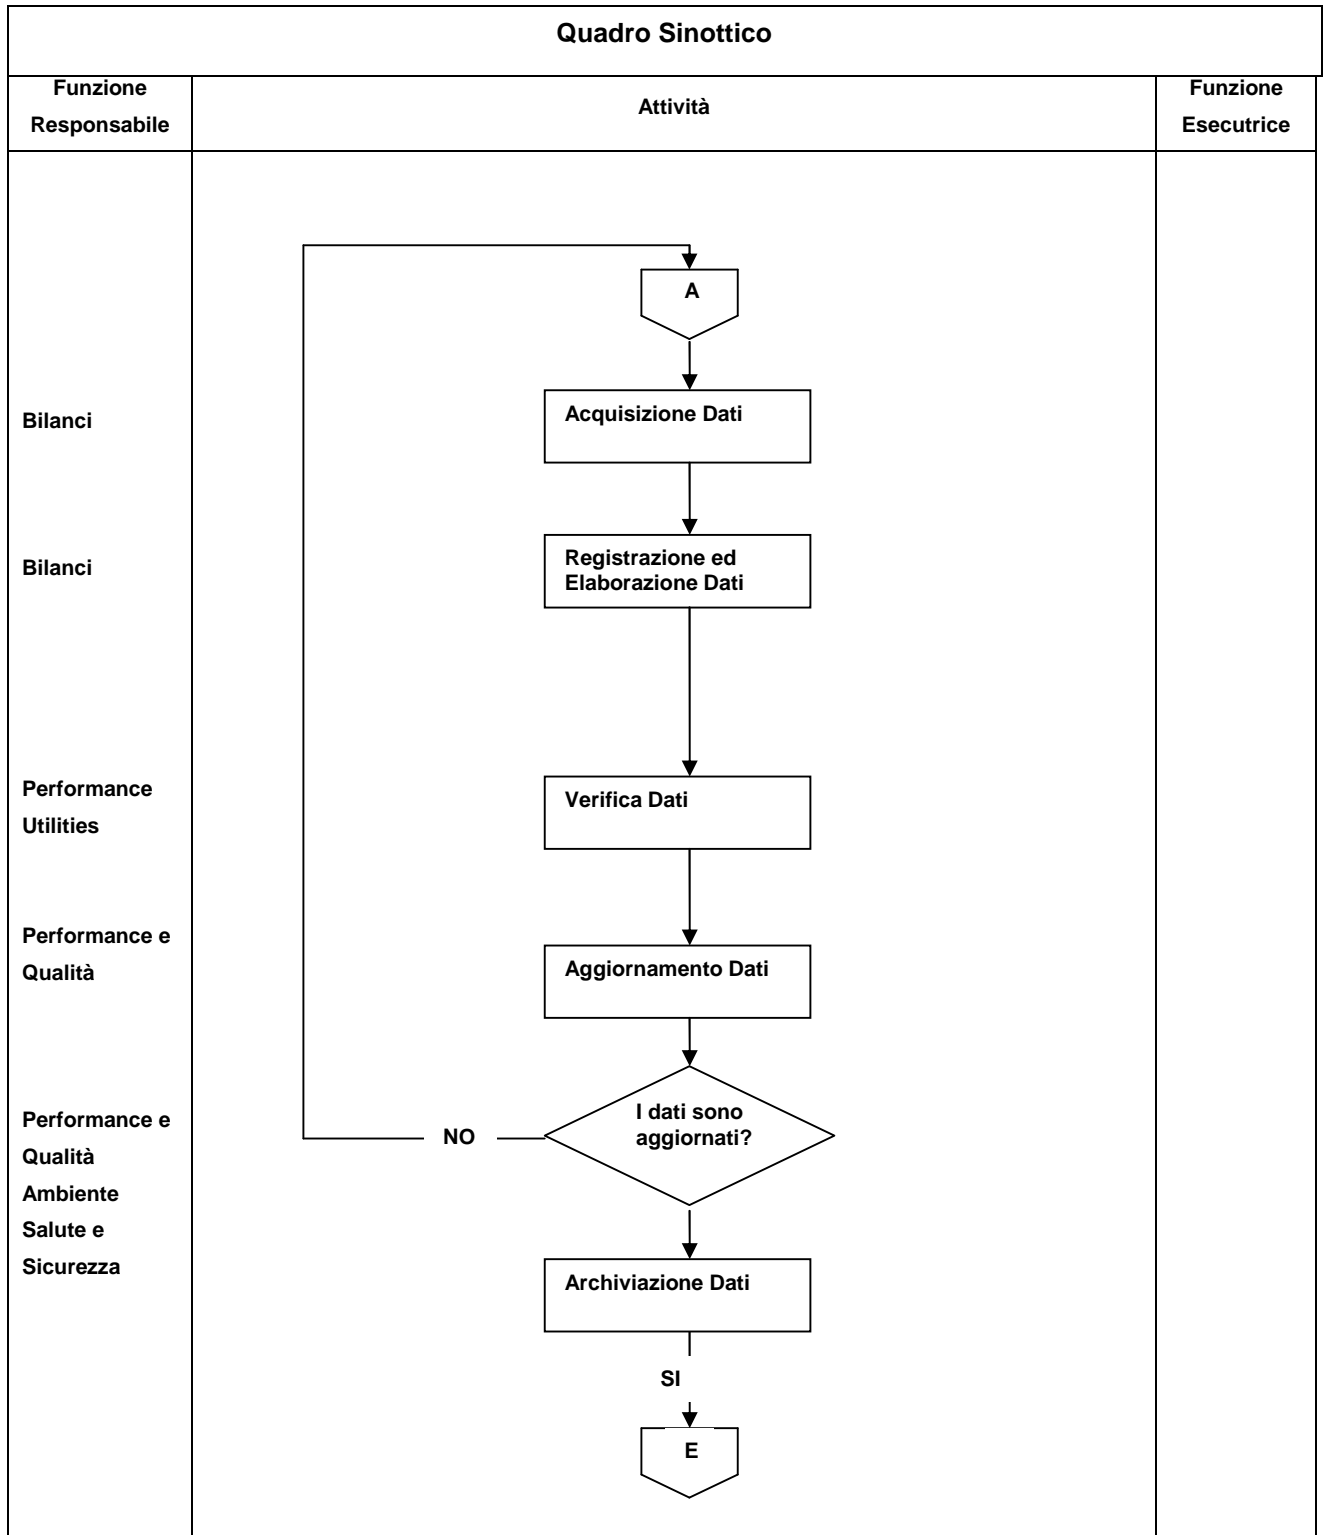 Quadro Sinottico
Funzione
Responsabile
Attività
Funzione
Esecutrice
A
Bilanci
Acquisizione Dati
Bilanci
Registrazione ed
Elaborazione Dati
Performance
Utilities
Verifica Dati
Performance e
Qualità
Aggiornamento Dati
Performance e
Qualità
Ambiente
Salute e
Sicurezza
I dati sono
aggiornati?
NO
Archiviazione Dati
SI
E